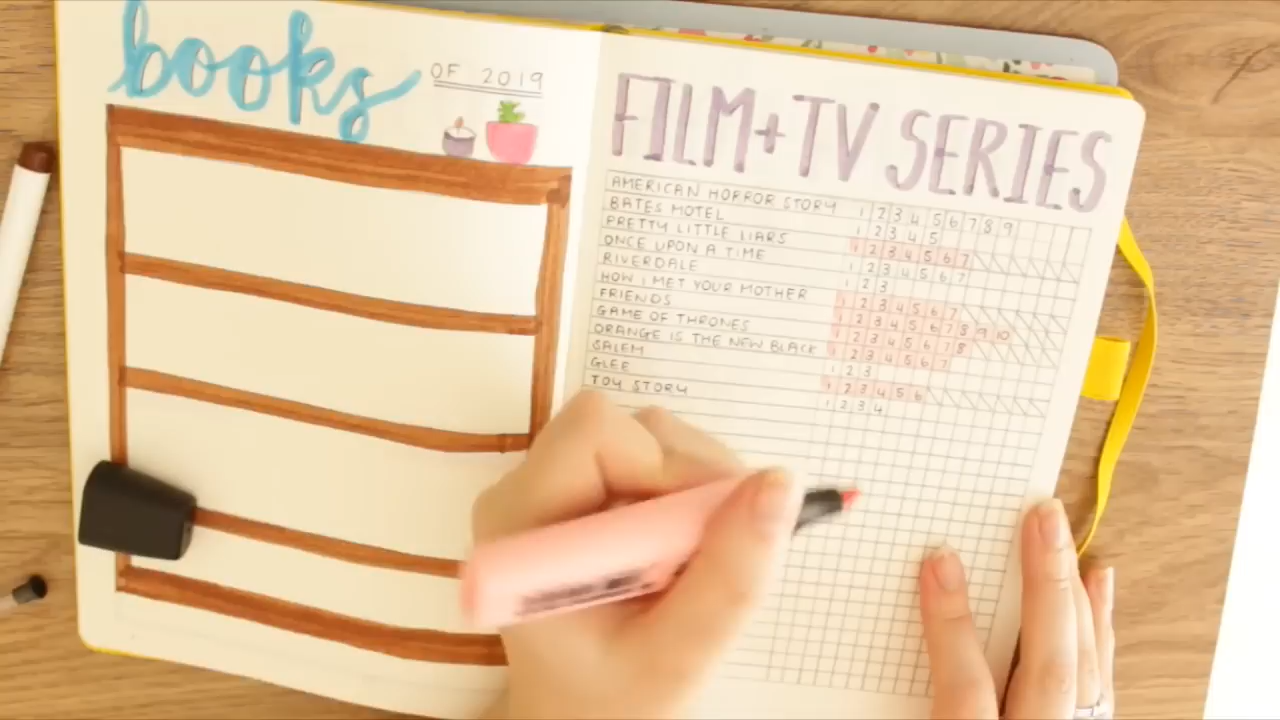 books
OF 2019
FILM+TV SERIES
AMERICAN HORROR STORY 1 2 3 4 5 6 7 8 9
BATES MOTEL 1 2 3 4 5
PRETTY LITTLE LIARS 1 2 3 4 5 6 7
ONCE UPON A TIME 1 2 3 4 5 6 7
RIVERDALE 1 2 3
HOW I MET YOUR MOTHER 1 2 3 4 5 6 7
FRIENDS 1 2 3 4 5 6 7 8 9 10
GAME OF THRONES 1 2 3 4 5 6 7 8
ORANGE IS THE NEW BLACK 1 2 3 4 5 6 7
SALEM 1 2 3
GLEE 1 2 3 4 5 6
TOY STORY 1 2 3 4